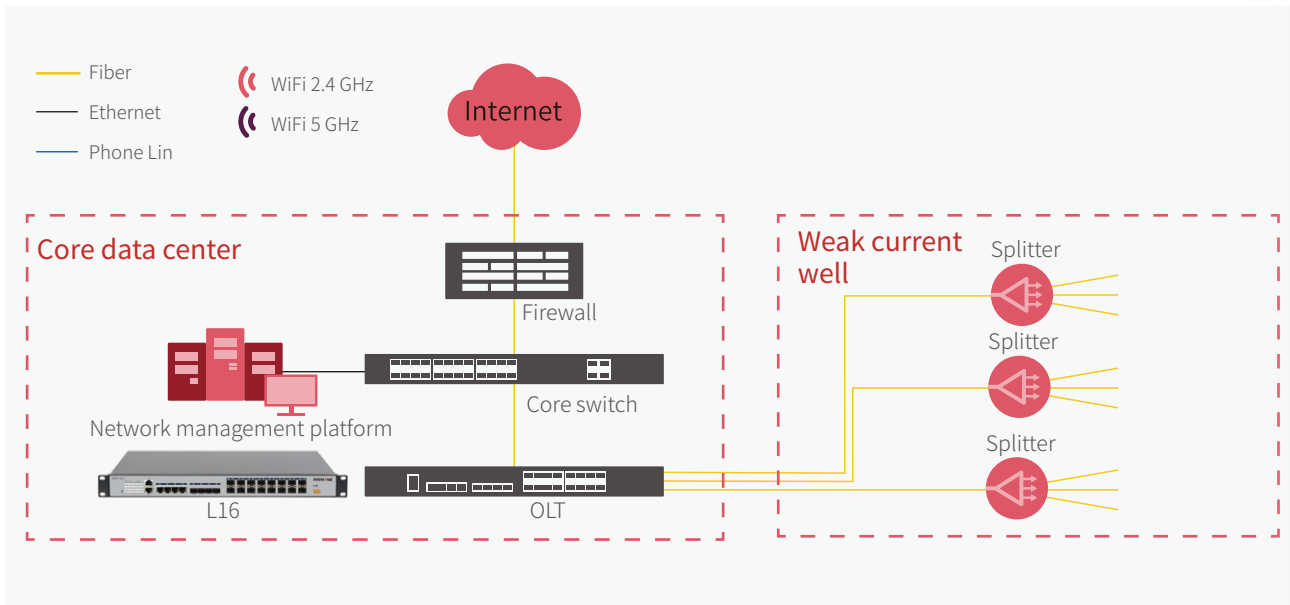 Fiber
Ethernet
Phone Lin
WiFi 2.4 GHz
WiFi 5 GHz
Internet
Core data center
Firewall
Core switch
Network management platform
L16
OLT
Weak current
well
Splitter
Splitter
Splitter